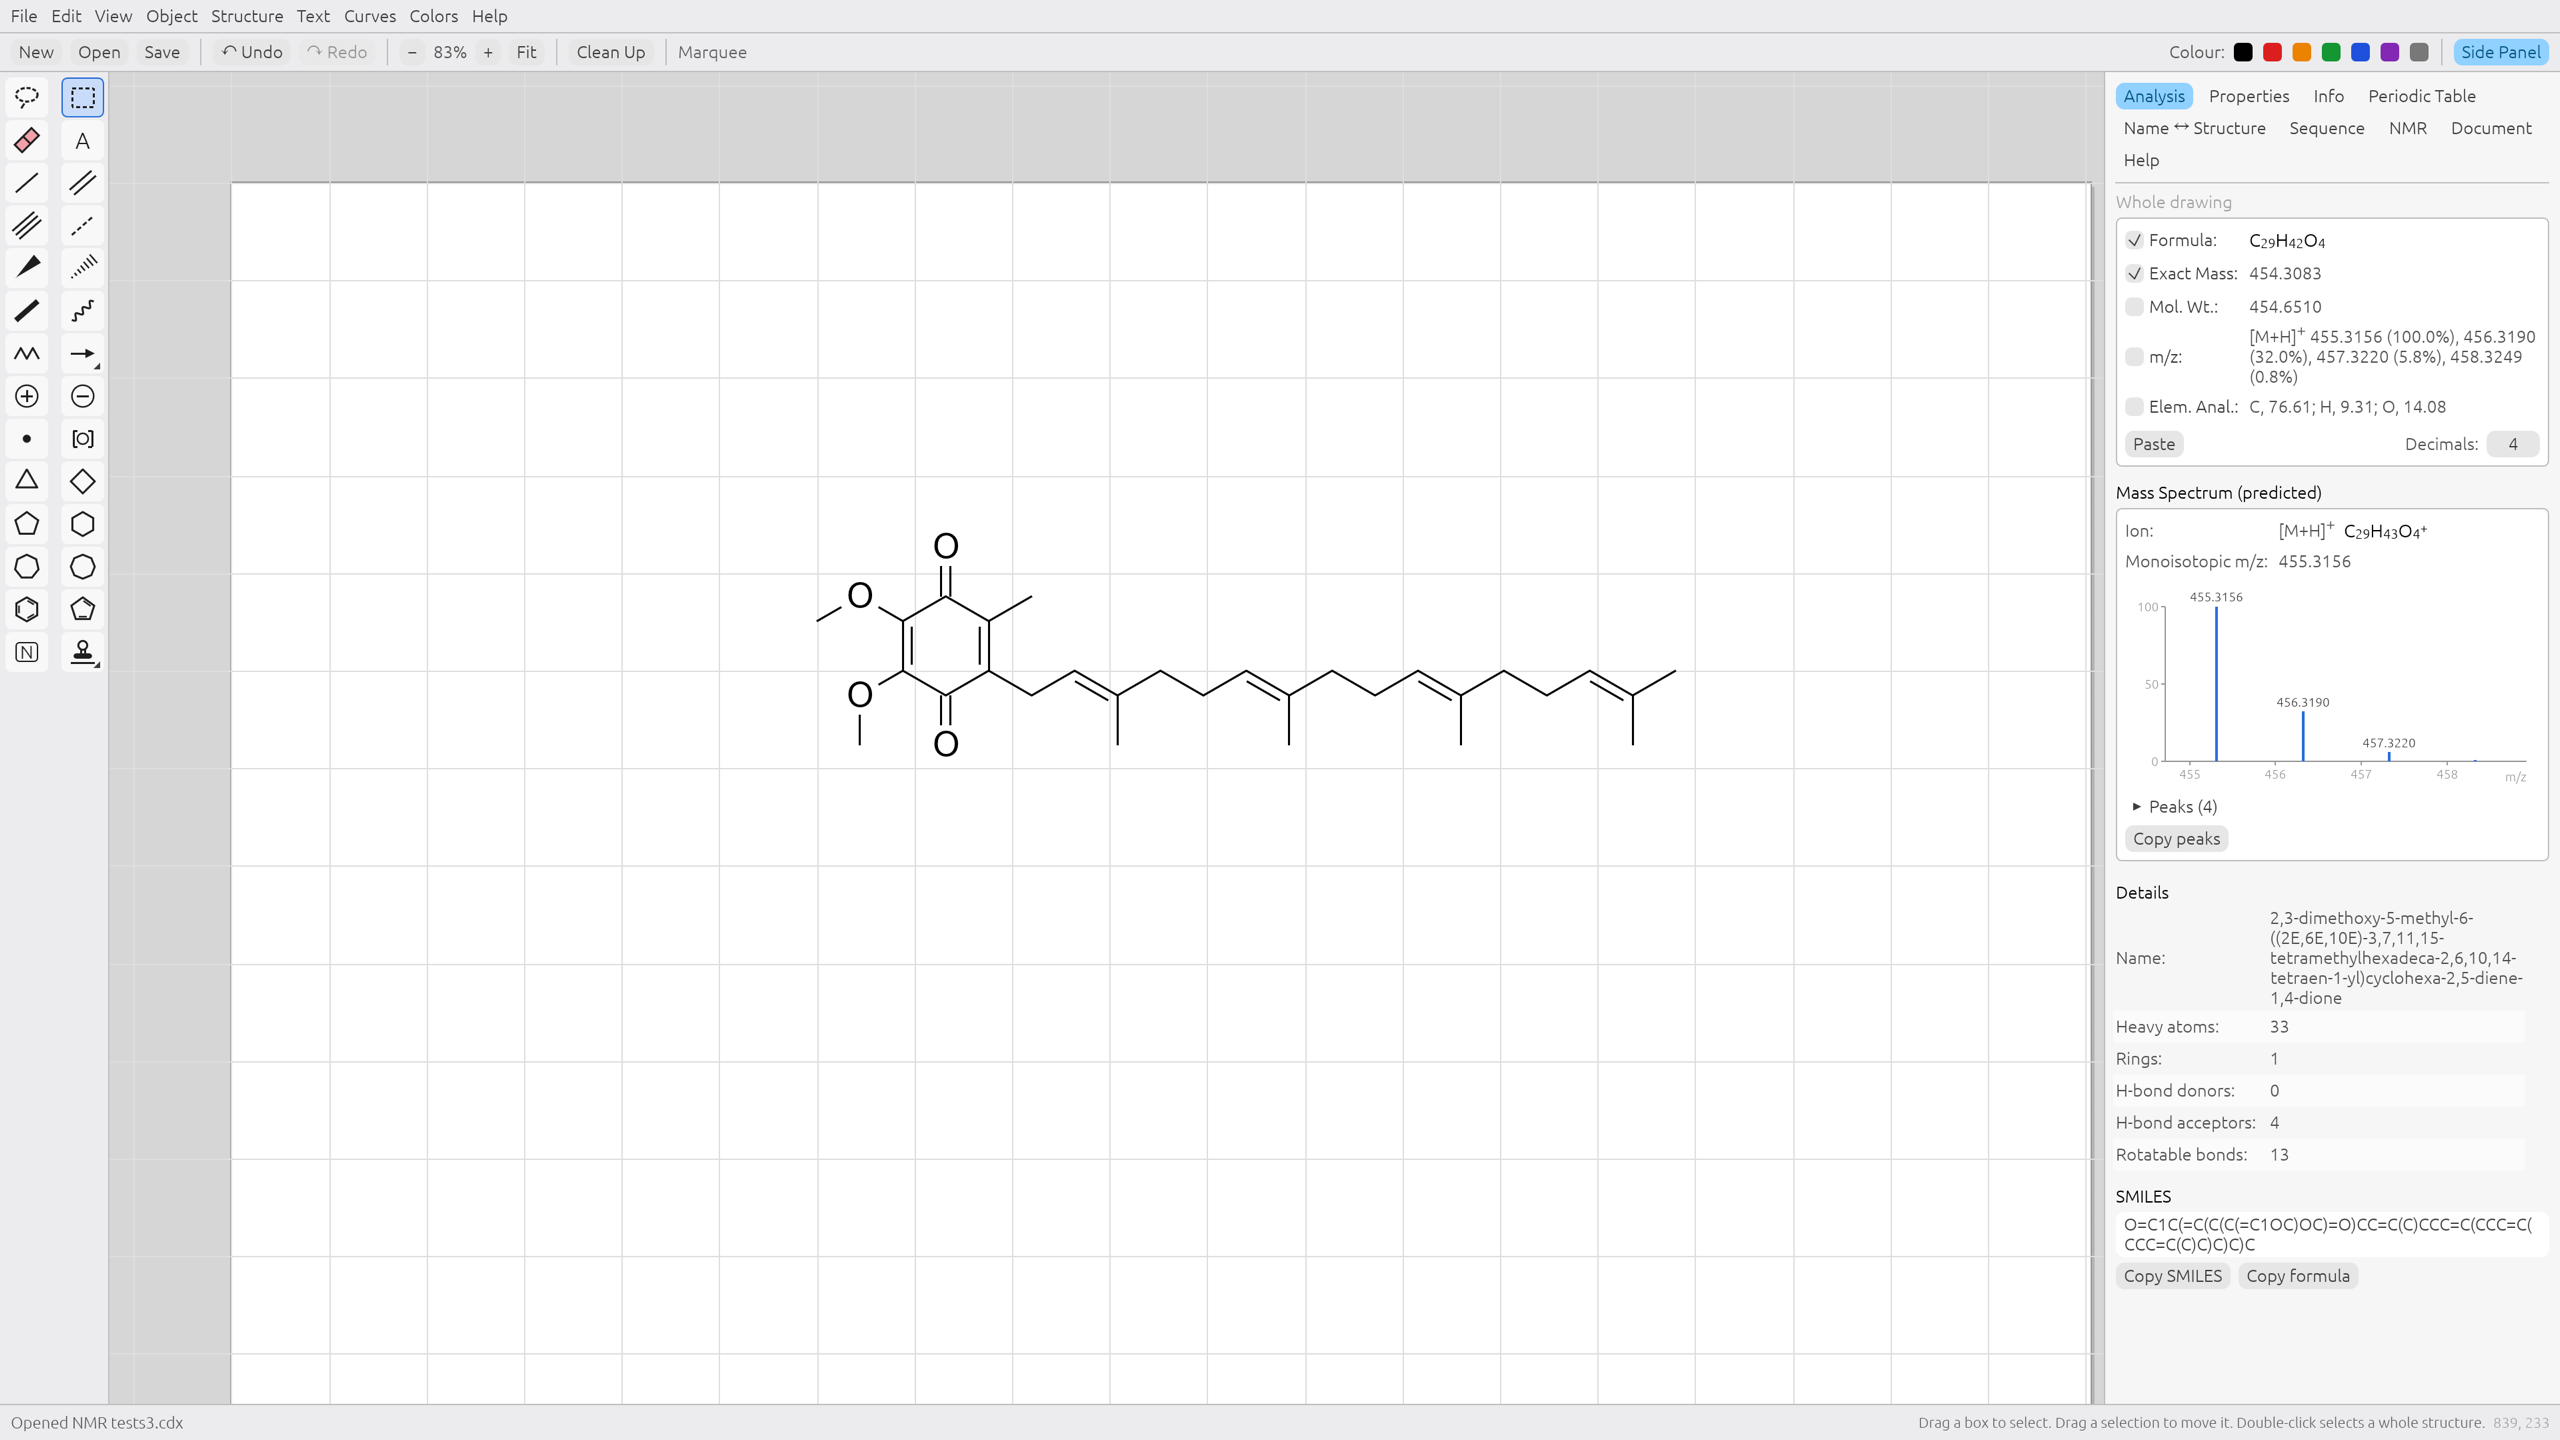 File Edit View Object Structure Text Curves Colors Help
New Open Save ↶ Undo ↷ Redo − 83% + Fit Clean Up Marquee Colour: Side Panel
A
N
O
O
O
O
Analysis Properties Info Periodic Table
Name ↔ Structure Sequence NMR Document
Help
Whole drawing
Formula: C₂₉H₄₂O₄
Exact Mass: 454.3083
Mol. Wt.: 454.6510
m/z: [M+H]⁺ 455.3156 (100.0%), 456.3190
(32.0%), 457.3220 (5.8%), 458.3249
(0.8%)
Elem. Anal.: C, 76.61; H, 9.31; O, 14.08
Paste Decimals: 4
Mass Spectrum (predicted)
Ion: [M+H]⁺ C₂₉H₄₃O₄⁺
Monoisotopic m/z: 455.3156
455.3156
100
456.3190
50
457.3220
0
455 456 457 458 m/z
▸ Peaks (4)
Copy peaks
Details
Name: 2,3-dimethoxy-5-methyl-6-
((2E,6E,10E)-3,7,11,15-
tetramethylhexadeca-2,6,10,14-
tetraen-1-yl)cyclohexa-2,5-diene-
1,4-dione
Heavy atoms: 33
Rings: 1
H-bond donors: 0
H-bond acceptors: 4
Rotatable bonds: 13
SMILES
O=C1C(=C(C(C(=C1OC)OC)=O)CC=C(C)CCC=C(CCC=C(
CCC=C(C)C)C)C)C
Copy SMILES Copy formula
Opened NMR tests3.cdx Drag a box to select. Drag a selection to move it. Double-click selects a whole structure. 839, 233